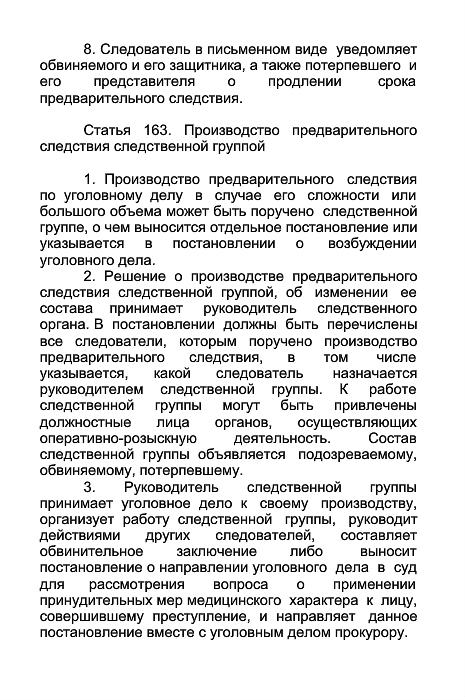 8. Следователь в письменном виде уведомляет
обвиняемого и его защитника, а также потерпевшего и
его представителя о продлении срока
предварительного следствия.
Статья 163. Производство предварительного
следствия следственной группой
1. Производство предварительного следствия
по уголовному делу в случае его сложности или
большого объема может быть поручено следственной
группе, о чем выносится отдельное постановление или
указывается в постановлении о возбуждении
уголовного дела.
2. Решение о производстве предварительного
следствия следственной группой, об изменении ее
состава принимает руководитель следственного
органа. В постановлении должны быть перечислены
все следователи, которым поручено производство
предварительного следствия, в том числе
указывается, какой следователь назначается
руководителем следственной группы. К работе
следственной группы могут быть привлечены
должностные лица органов, осуществляющих
оперативно-розыскную деятельность. Состав
следственной группы объявляется подозреваемому,
обвиняемому, потерпевшему.
3. Руководитель следственной группы
принимает уголовное дело к своему производству,
организует работу следственной группы, руководит
действиями других следователей, составляет
обвинительное заключение либо выносит
постановление о направлении уголовного дела в суд
для рассмотрения вопроса о применении
принудительных мер медицинского характера к лицу,
совершившему преступление, и направляет данное
постановление вместе с уголовным делом прокурору.